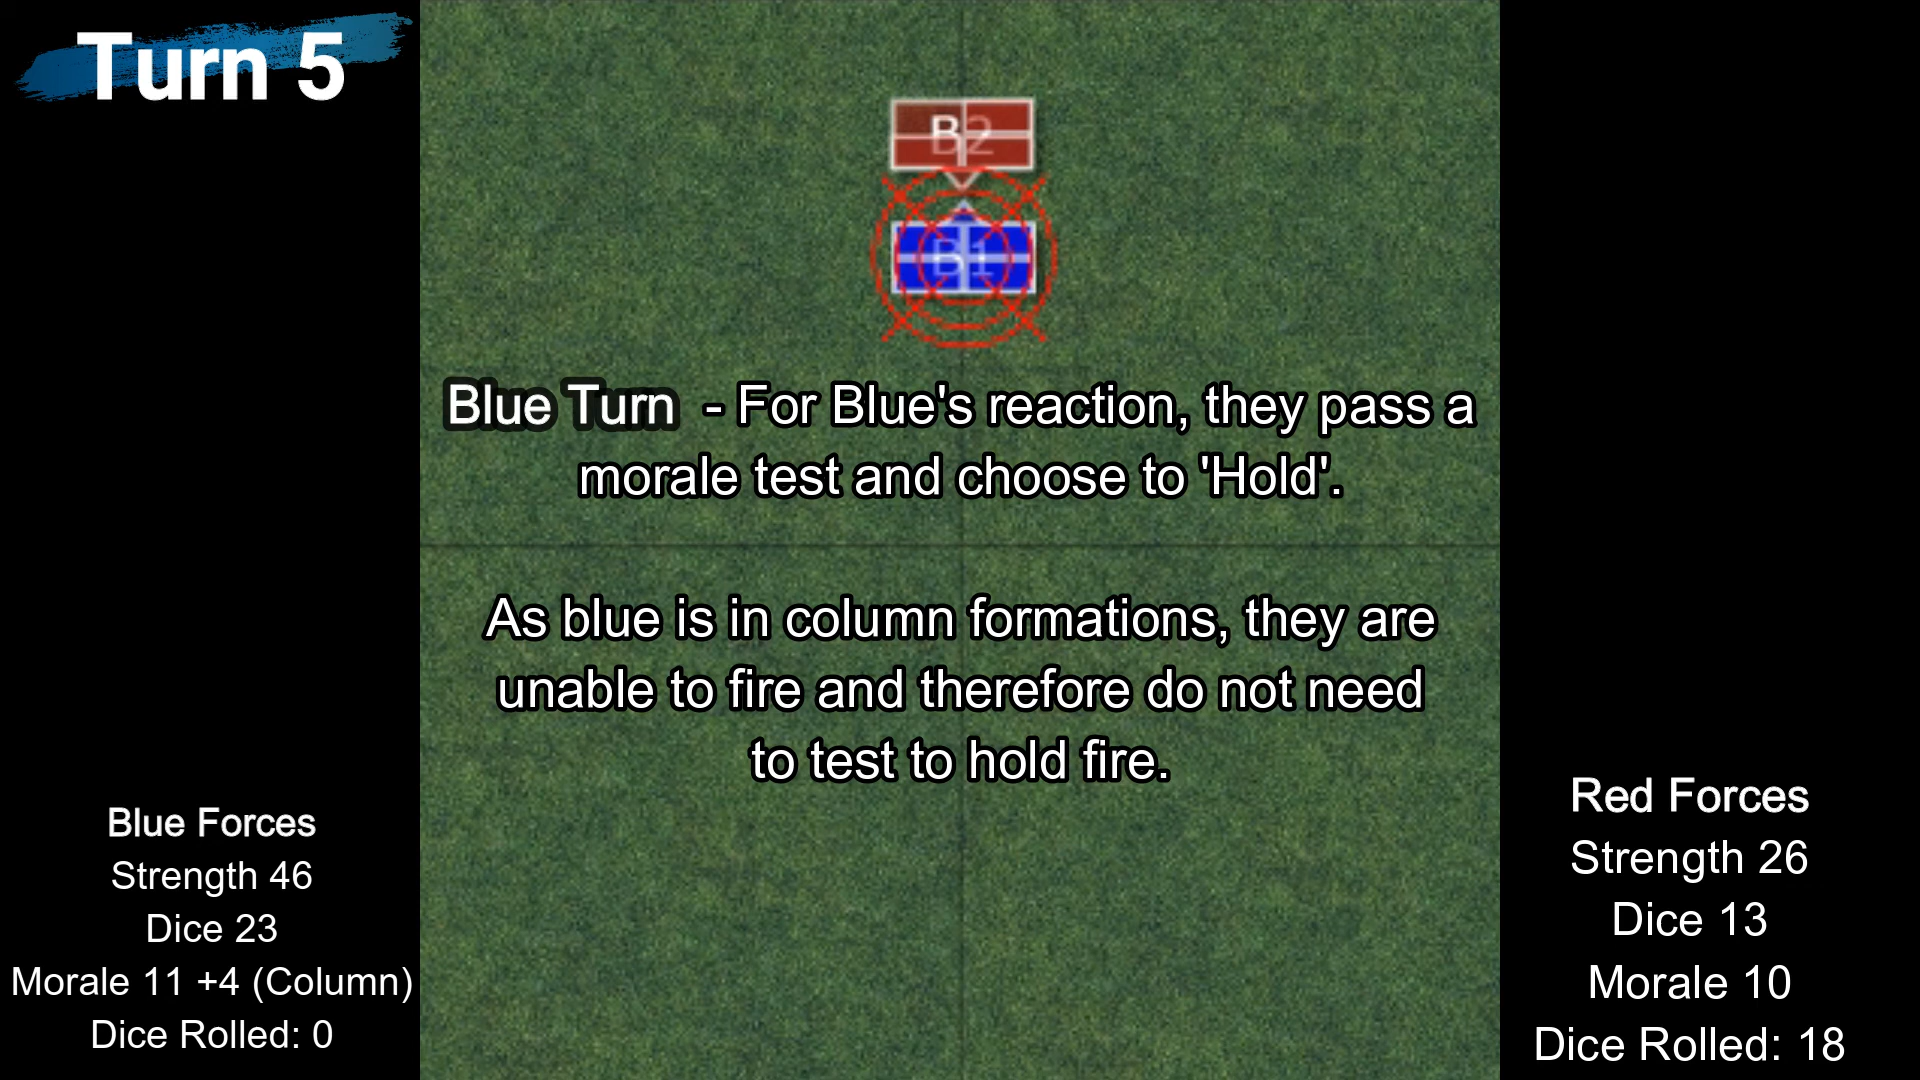 Turn 5
B2
B1
Blue Turn - For Blue's reaction, they pass a
morale test and choose to 'Hold'.
As blue is in column formations, they are
unable to fire and therefore do not need
to test to hold fire.
Blue Forces
Strength 46
Dice 23
Morale 11 +4 (Column)
Dice Rolled: 0
Red Forces
Strength 26
Dice 13
Morale 10
Dice Rolled: 18